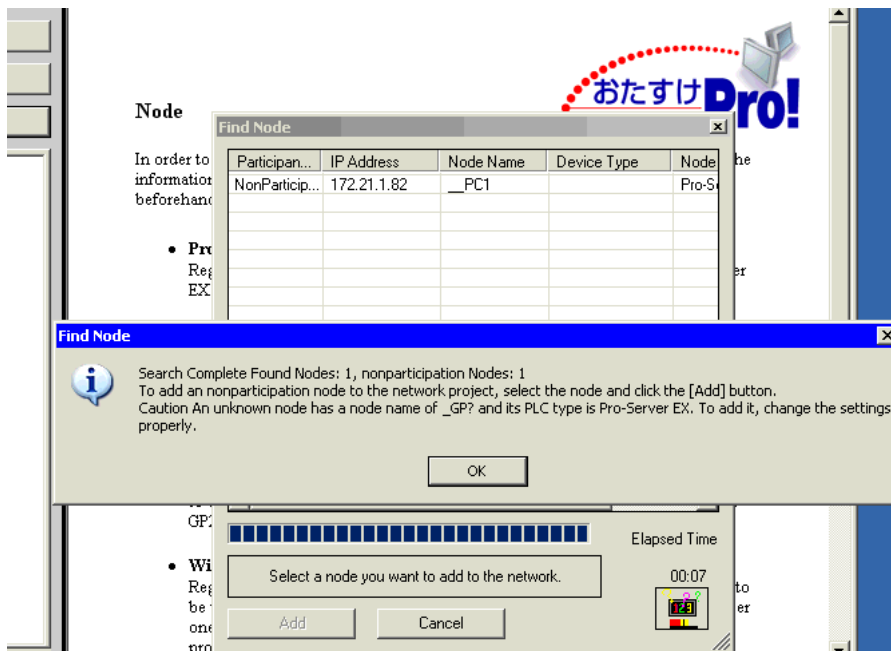 おたすけPro!
Node
Find Node
In order to
he
information
beforehand
Participan... IP Address Node Name Device Type Node
NonParticip... 172.21.1.82 __PC1 Pro-S
Pro
Reg
er
EX
Find Node
Search Complete Found Nodes: 1, nonparticipation Nodes: 1
To add an nonparticipation node to the network project, select the node and click the [Add] button.
Caution An unknown node has a node name of _GP? and its PLC type is Pro-Server EX. To add it, change the settings
properly.
OK
GP
Elapsed Time
Wi
Select a node you want to add to the network.
00:07
Reg
to
be
er
one
Add
Cancel
pro